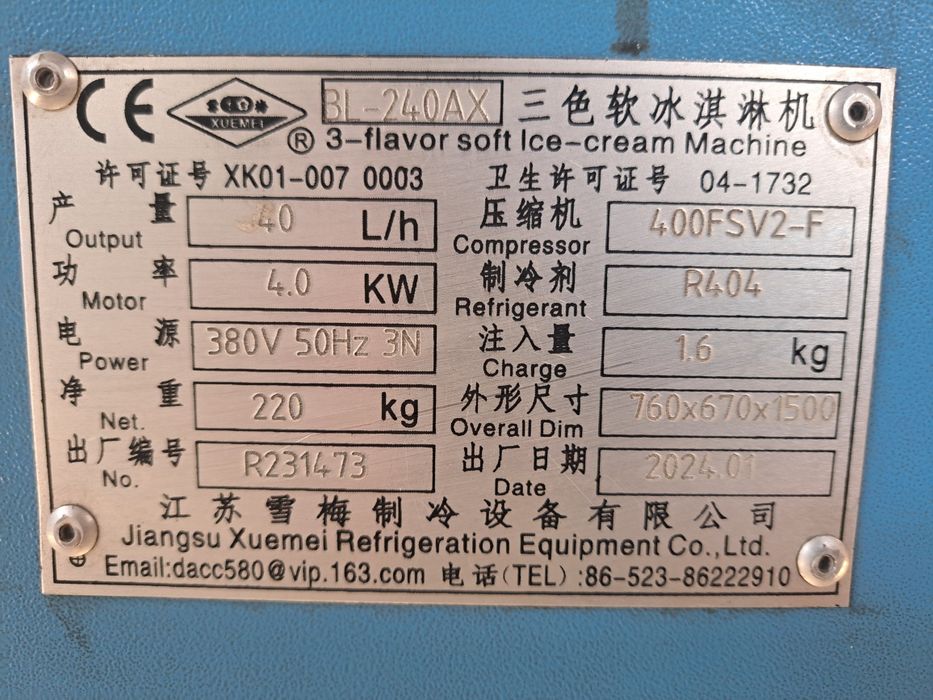 CE 雪梅 XUEMEI ® BL-240AX 三色软冰淇淋机
3-flavor soft Ice-cream Machine
许可证号 XK01-007 0003 卫生许可证号 04-1732
产量 Output 40 L/h 压缩机 Compressor 400FSV2-F
功率 Motor 4.0 KW 制冷剂 Refrigerant R404
电源 Power 380V 50Hz 3N 注入量 Charge 1.6 kg
净重 Net. 220 kg 外形尺寸 Overall Dim 760x670x1500
出厂编号 No. R231473 出厂日期 Date 2024.01
江苏雪梅制冷设备有限公司
Jiangsu Xuemei Refrigeration Equipment Co.,Ltd.
Email:dacc580@vip.163.com 电话(TEL):86-523-86222910